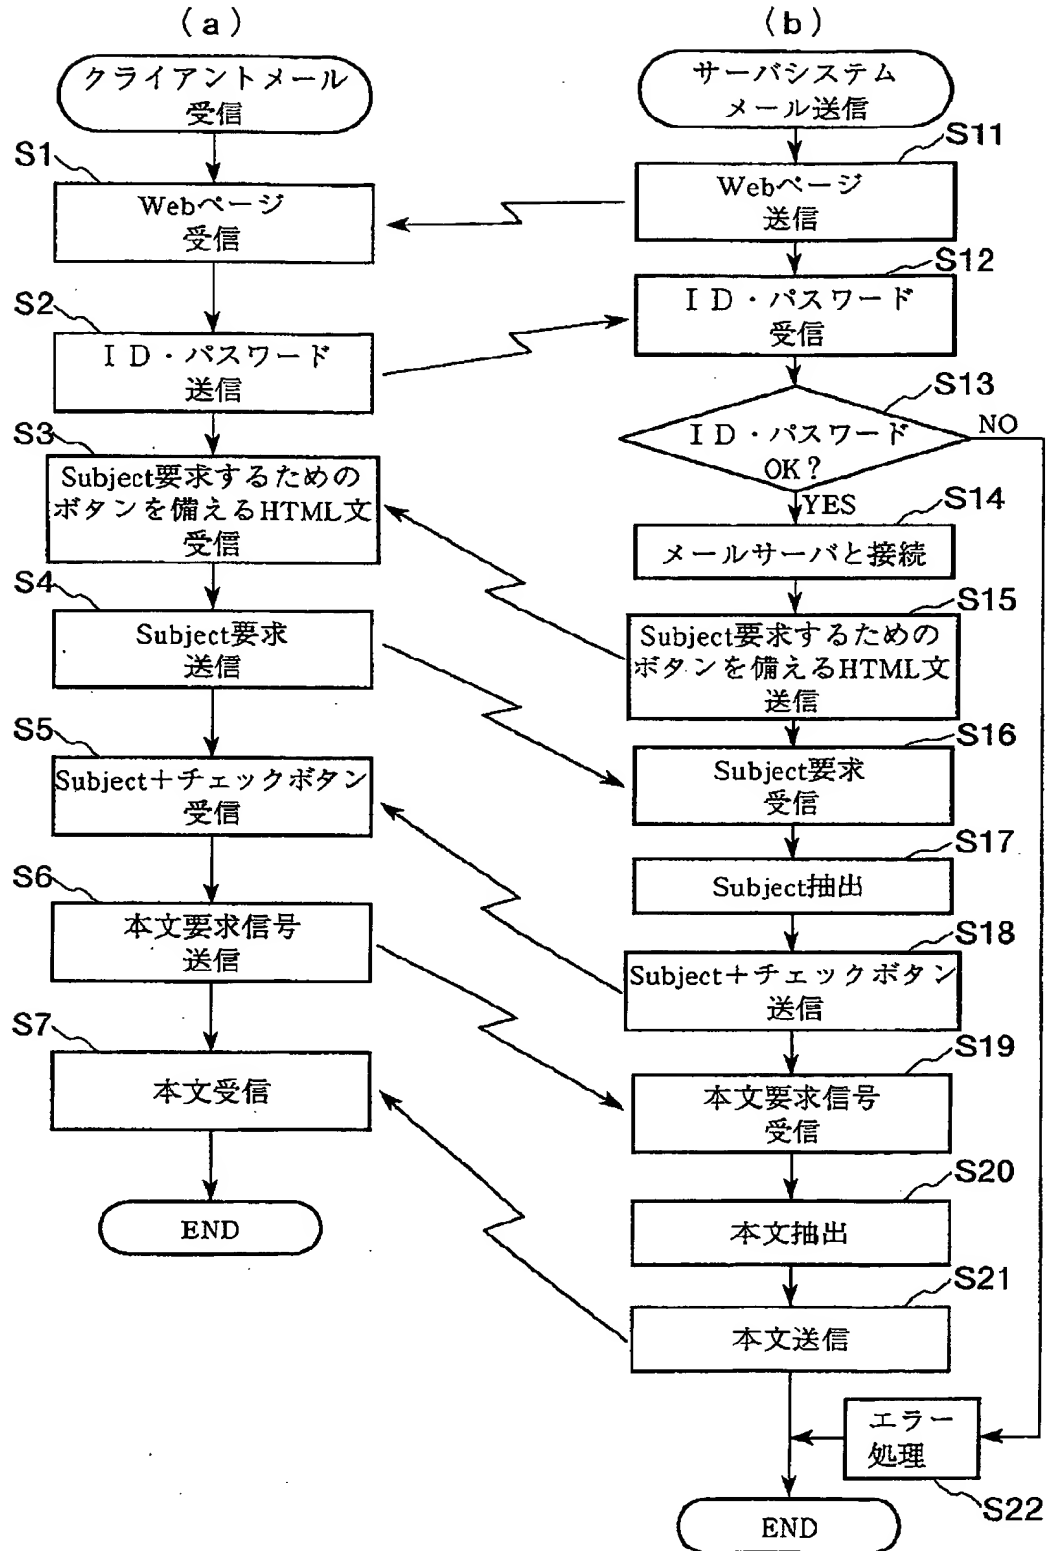 (a)
クライアントメール
受信
S1
Webページ
受信
S2
ID・パスワード
送信
S3
Subject要求するための
ボタンを備えるHTML文
受信
S4
Subject要求
送信
S5
Subject+チェックボタン
受信
S6
本文要求信号
送信
S7
本文受信
END
(b)
サーバシステム
メール送信
S11
Webページ
送信
S12
ID・パスワード
受信
S13
ID・パスワード
OK?
NO
YES
S14
メールサーバと接続
S15
Subject要求するための
ボタンを備えるHTML文
送信
S16
Subject要求
受信
S17
Subject抽出
S18
Subject+チェックボタン
送信
S19
本文要求信号
受信
S20
本文抽出
S21
本文送信
エラー
処理
S22
END